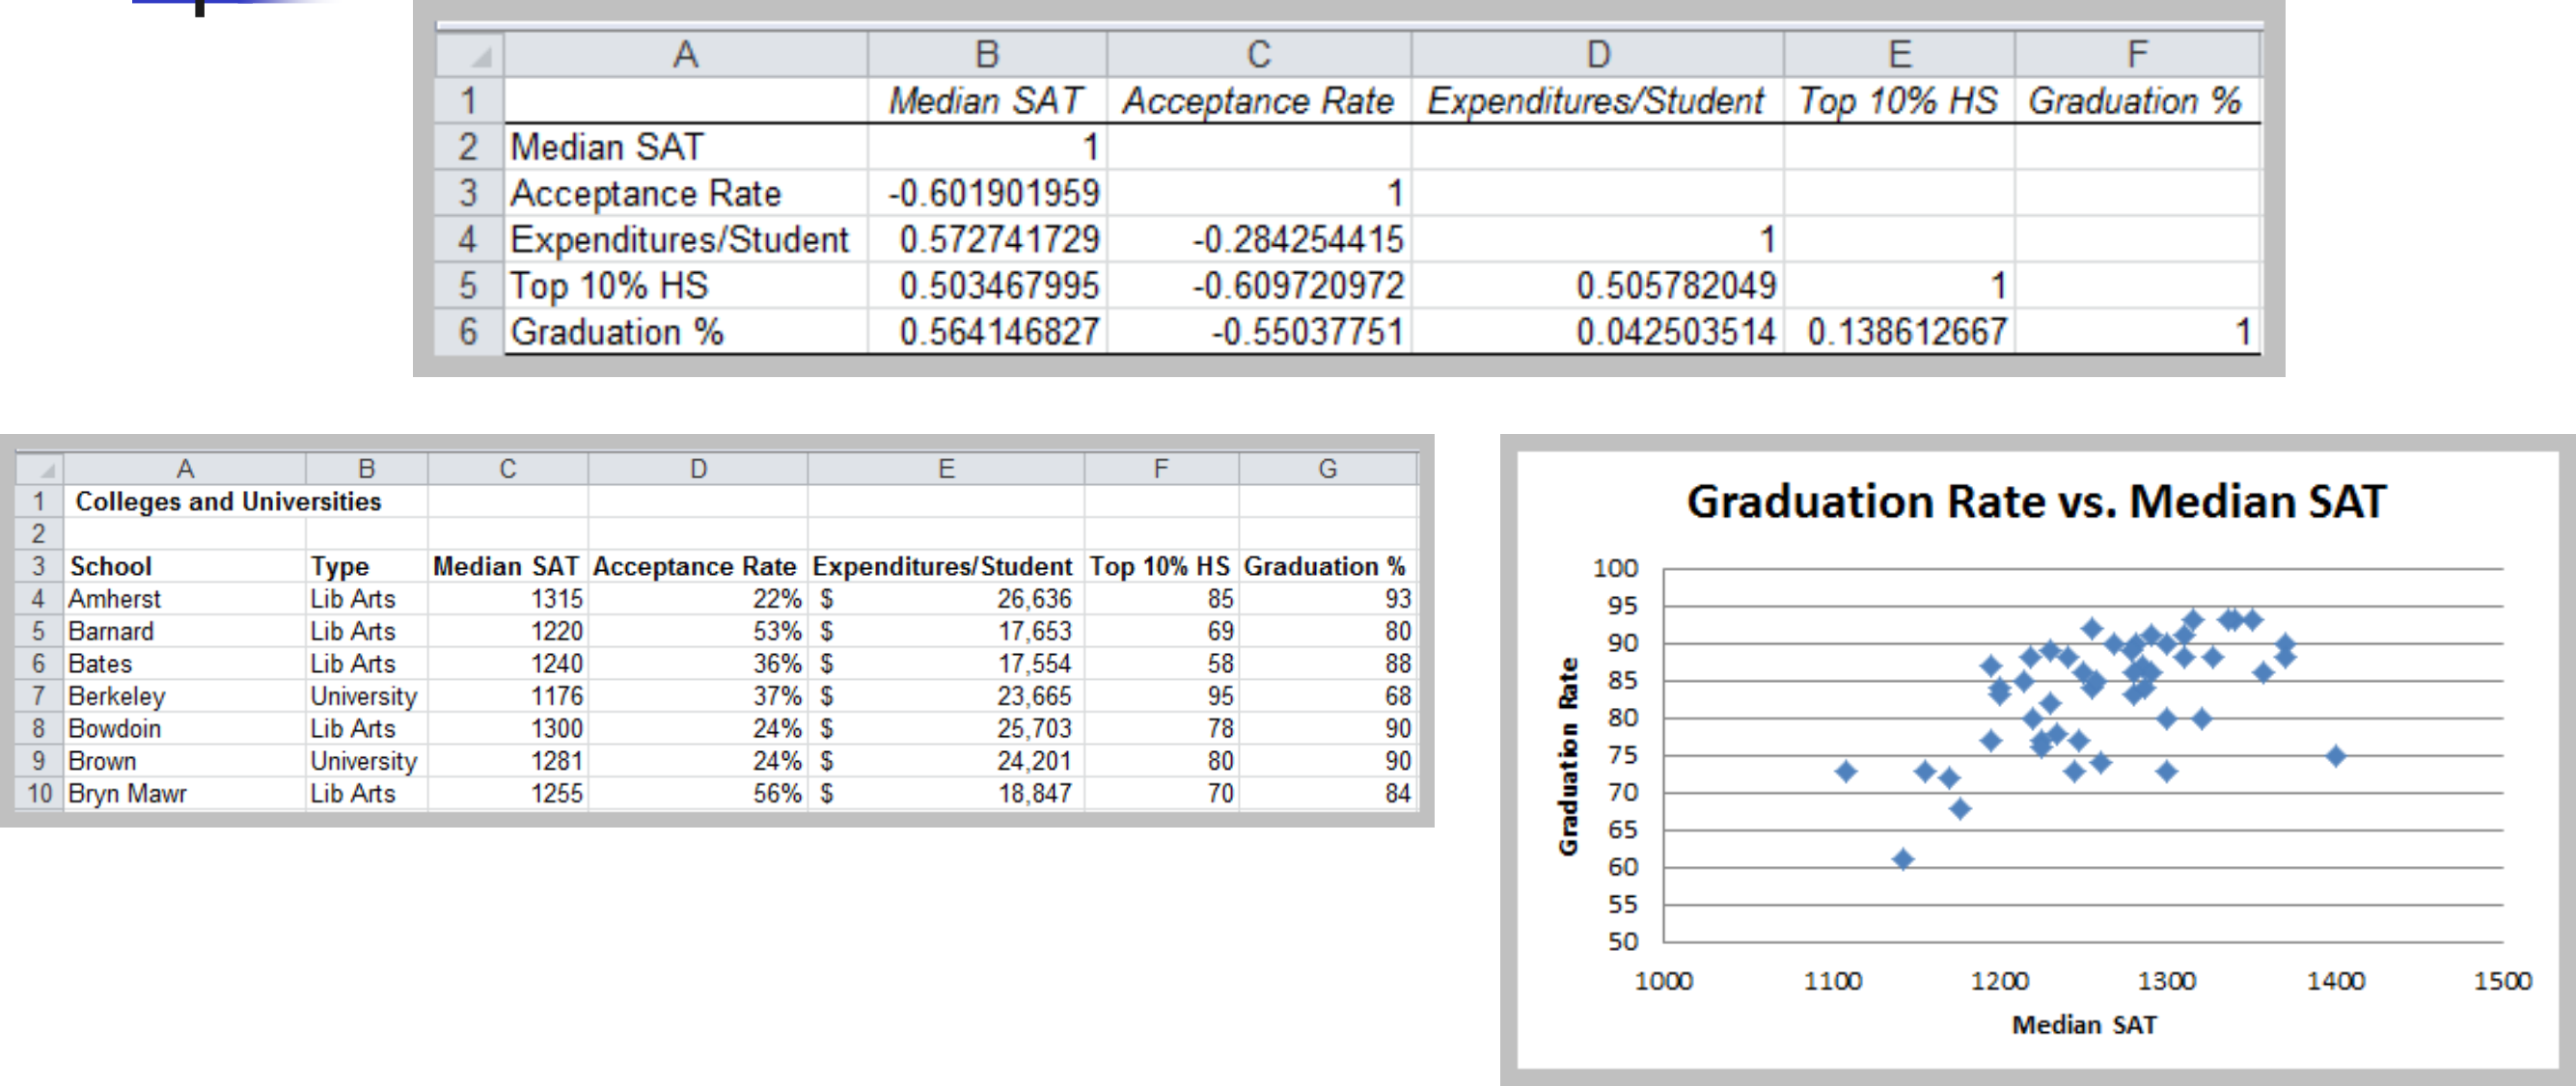 A B C D E F
1 Median SAT Acceptance Rate Expenditures/Student Top 10% HS Graduation %
2 Median SAT 1
3 Acceptance Rate -0.601901959 1
4 Expenditures/Student 0.572741729 -0.284254415 1
5 Top 10% HS 0.503467995 -0.609720972 0.505782049 1
6 Graduation % 0.564146827 -0.55037751 0.042503514 0.138612667 1
A B C D E F G
1 Colleges and Universities
2
3 School Type Median SAT Acceptance Rate Expenditures/Student Top 10% HS Graduation %
4 Amherst Lib Arts 1315 22% $ 26,636 85 93
5 Barnard Lib Arts 1220 53% $ 17,653 69 80
6 Bates Lib Arts 1240 36% $ 17,554 58 88
7 Berkeley University 1176 37% $ 23,665 95 68
8 Bowdoin Lib Arts 1300 24% $ 25,703 78 90
9 Brown University 1281 24% $ 24,201 80 90
10 Bryn Mawr Lib Arts 1255 56% $ 18,847 70 84
Graduation Rate vs. Median SAT
Graduation Rate
100
95
90
85
80
75
70
65
60
55
50
1000 1100 1200 1300 1400 1500
Median SAT